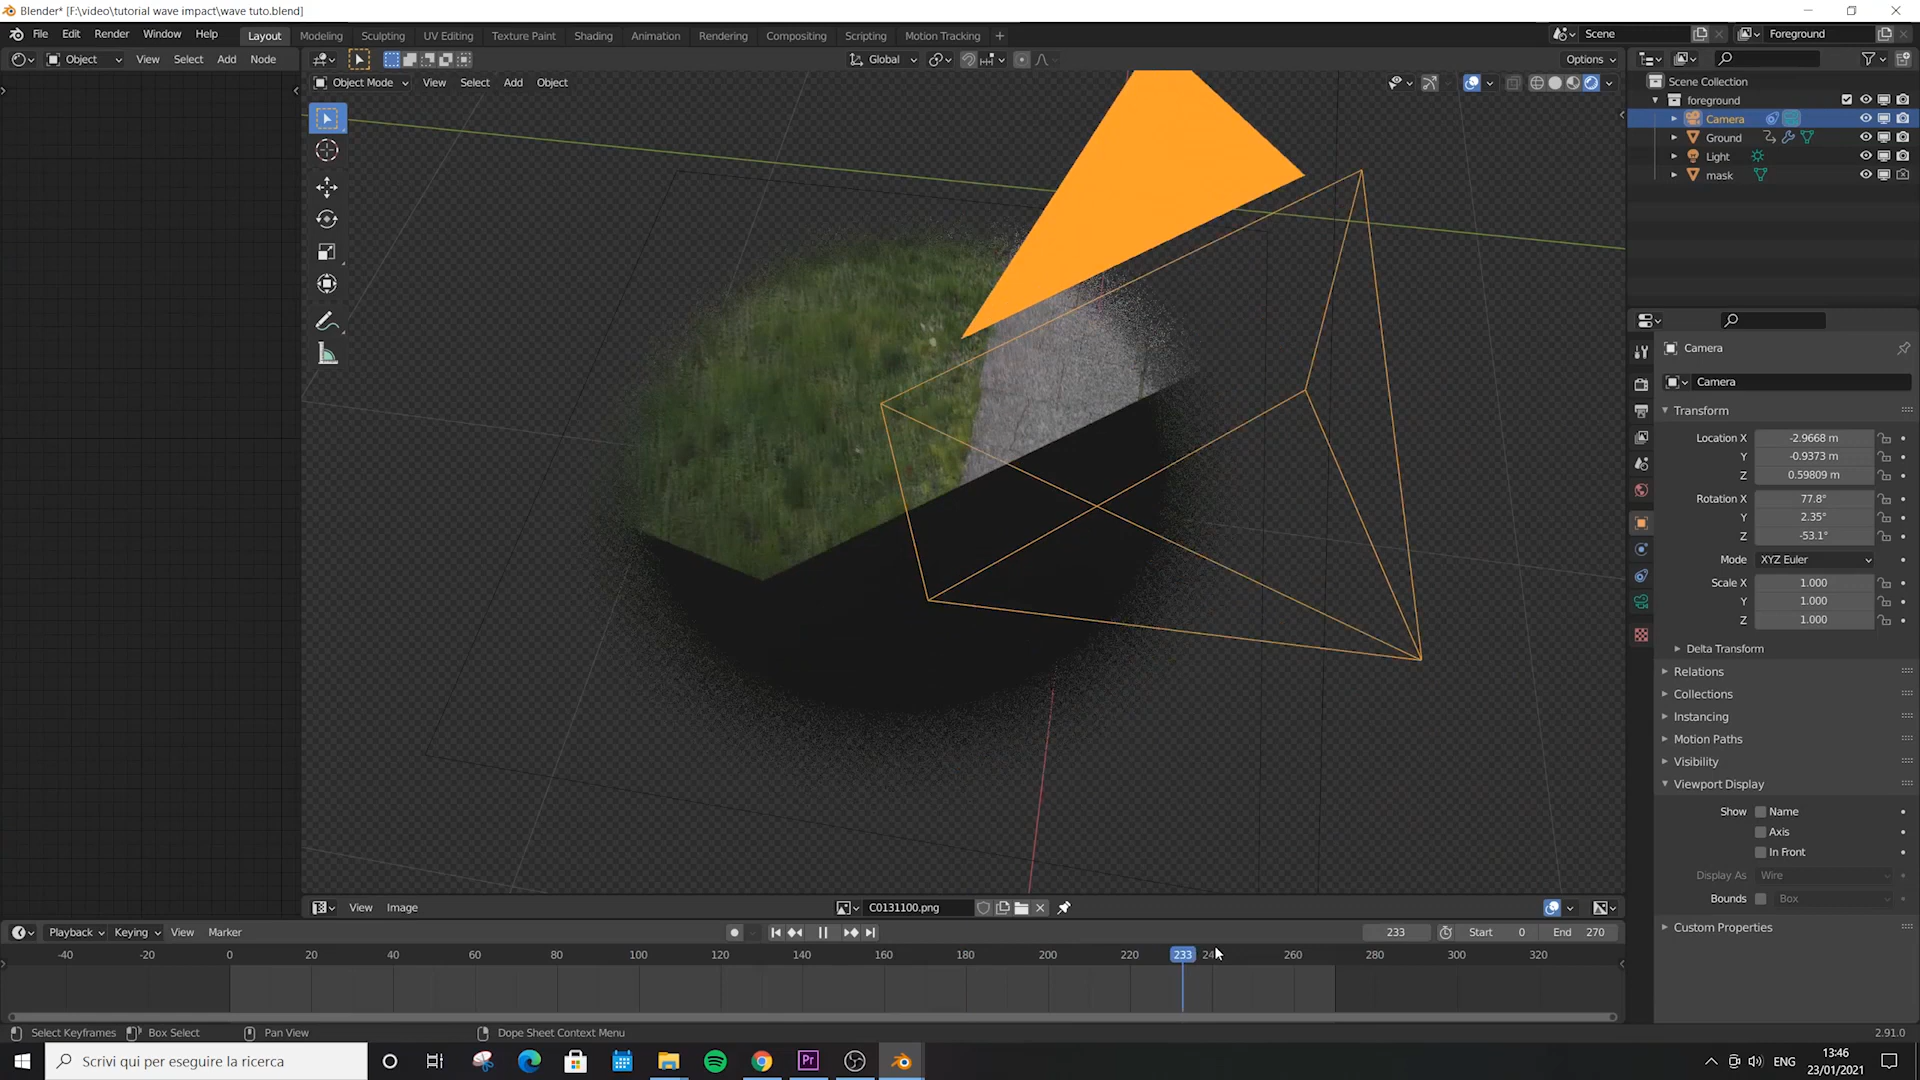 Blender* [F:\video\tutorial wave impact\wave tuto.blend]
File Edit Render Window Help Layout Modeling Sculpting UV Editing Texture Paint Shading Animation Rendering Compositing Scripting Motion Tracking + Scene Foreground
Object View Select Add Node Global Options
Object Mode View Select Add Object
Scene Collection
foreground
Camera
Ground
Light
mask
Camera
Camera
Transform
Location X -2.9668 m
Y -0.9373 m
Z 0.59809 m
Rotation X 77.8°
Y 2.35°
Z -53.1°
Mode XYZ Euler
Scale X 1.000
Y 1.000
Z 1.000
Delta Transform
Relations
Collections
Instancing
Motion Paths
Visibility
Viewport Display
Show Name
Axis
In Front
Display As Wire
Bounds Box
Custom Properties
View Image C0131100.png
Playback Keying View Marker 233 Start 0 End 270
-40 -20 0 20 40 60 80 100 120 140 160 180 200 220 233 260 280 300 320
Select Keyframes Box Select Pan View Dope Sheet Context Menu 2.91.0
Scrivi qui per eseguire la ricerca Pr ENG 13:46
23/01/2021